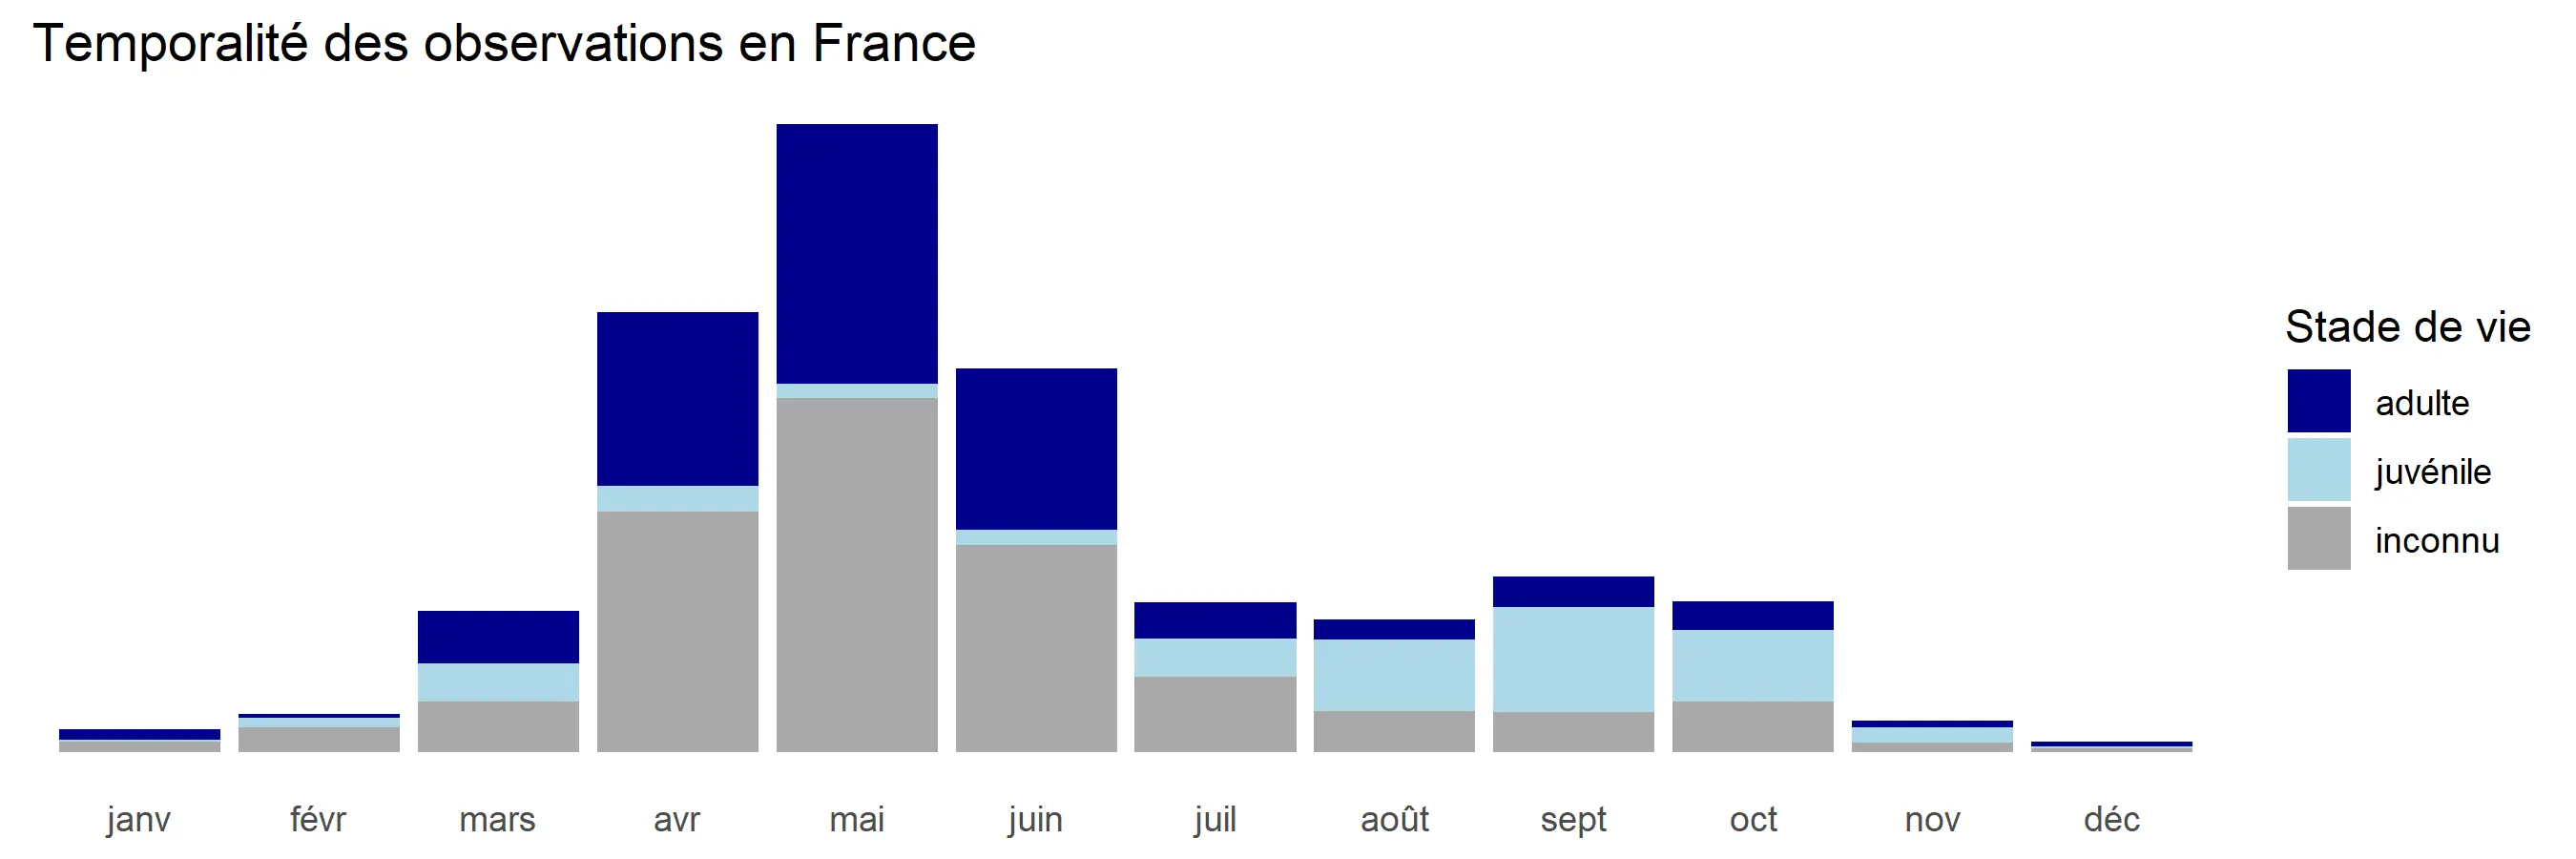 Temporalité des observations en France
Stade de vie
adulte
juvénile
inconnu
janv févr mars avr mai juin juil août sept oct nov déc